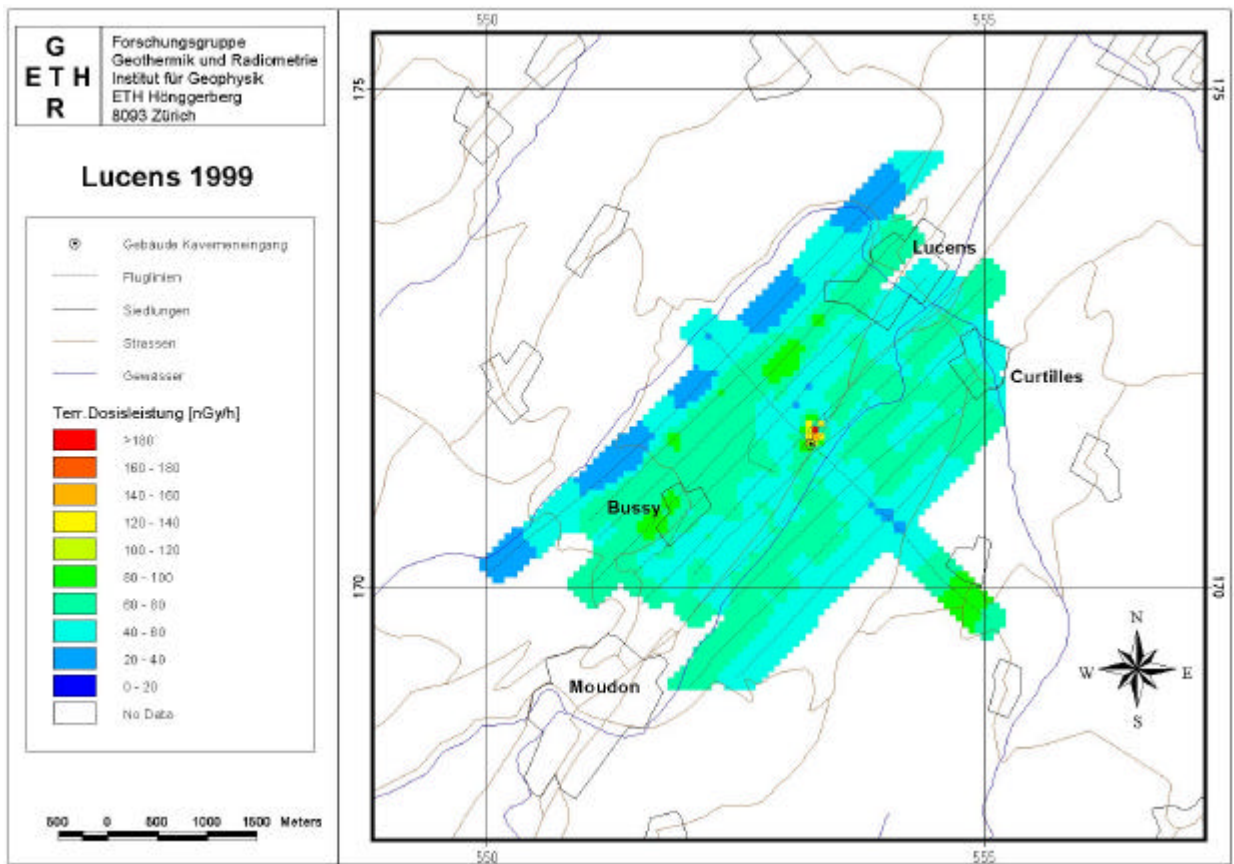 G
E T H
R
Forschungsgruppe
Geothermik und Radiometrie
Institut für Geophysik
ETH Hönggerberg
8093 Zürich
Lucens 1999
Gebäude Kaverneneingang
Fluglinien
Siedlungen
Strassen
Gewässer
Terr.Dosisleistung [nGy/h]
>180
160 - 180
140 - 160
120 - 140
100 - 120
80 - 100
60 - 80
40 - 60
20 - 40
0 - 20
No Data
500 0 500 1000 1500 Meters
550 555
175 175
Lucens
Curtilles
Bussy
170 170
Moudon
N
W E
S
550 555